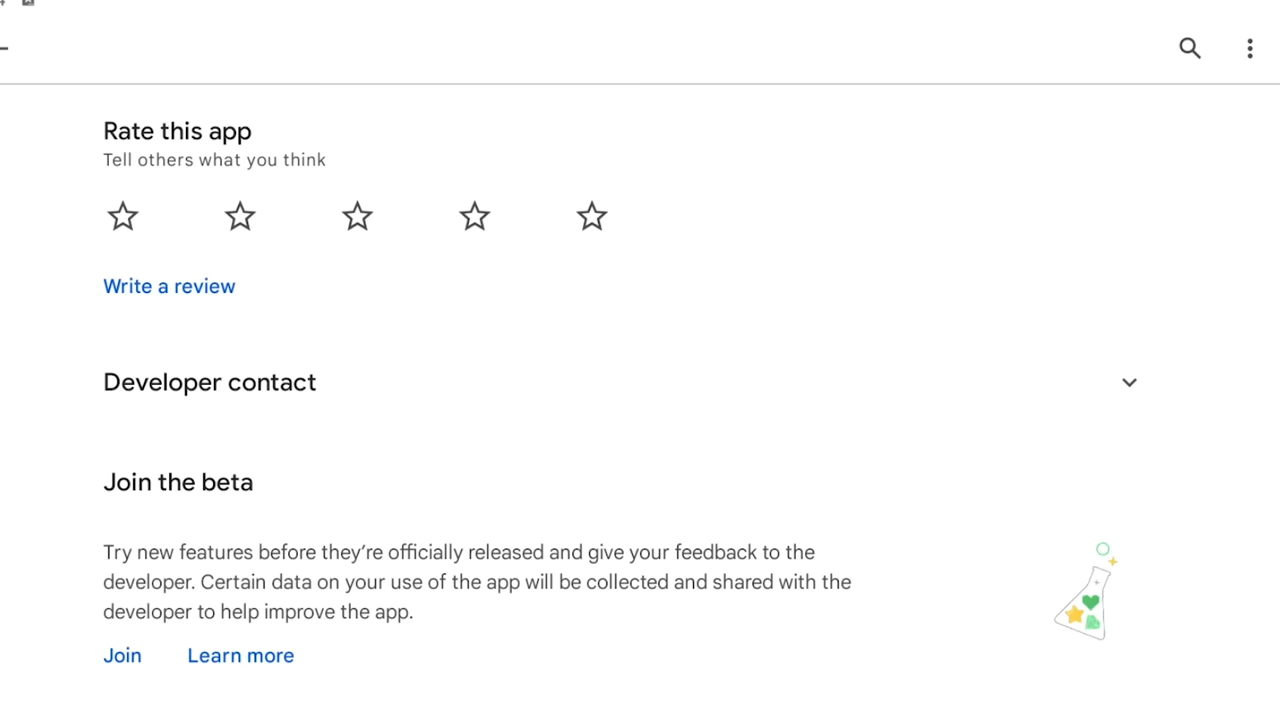 Rate this app
Tell others what you think
Write a review
Developer contact
Join the beta
Try new features before they're officially released and give your feedback to the
developer. Certain data on your use of the app will be collected and shared with the
developer to help improve the app.
Join Learn more